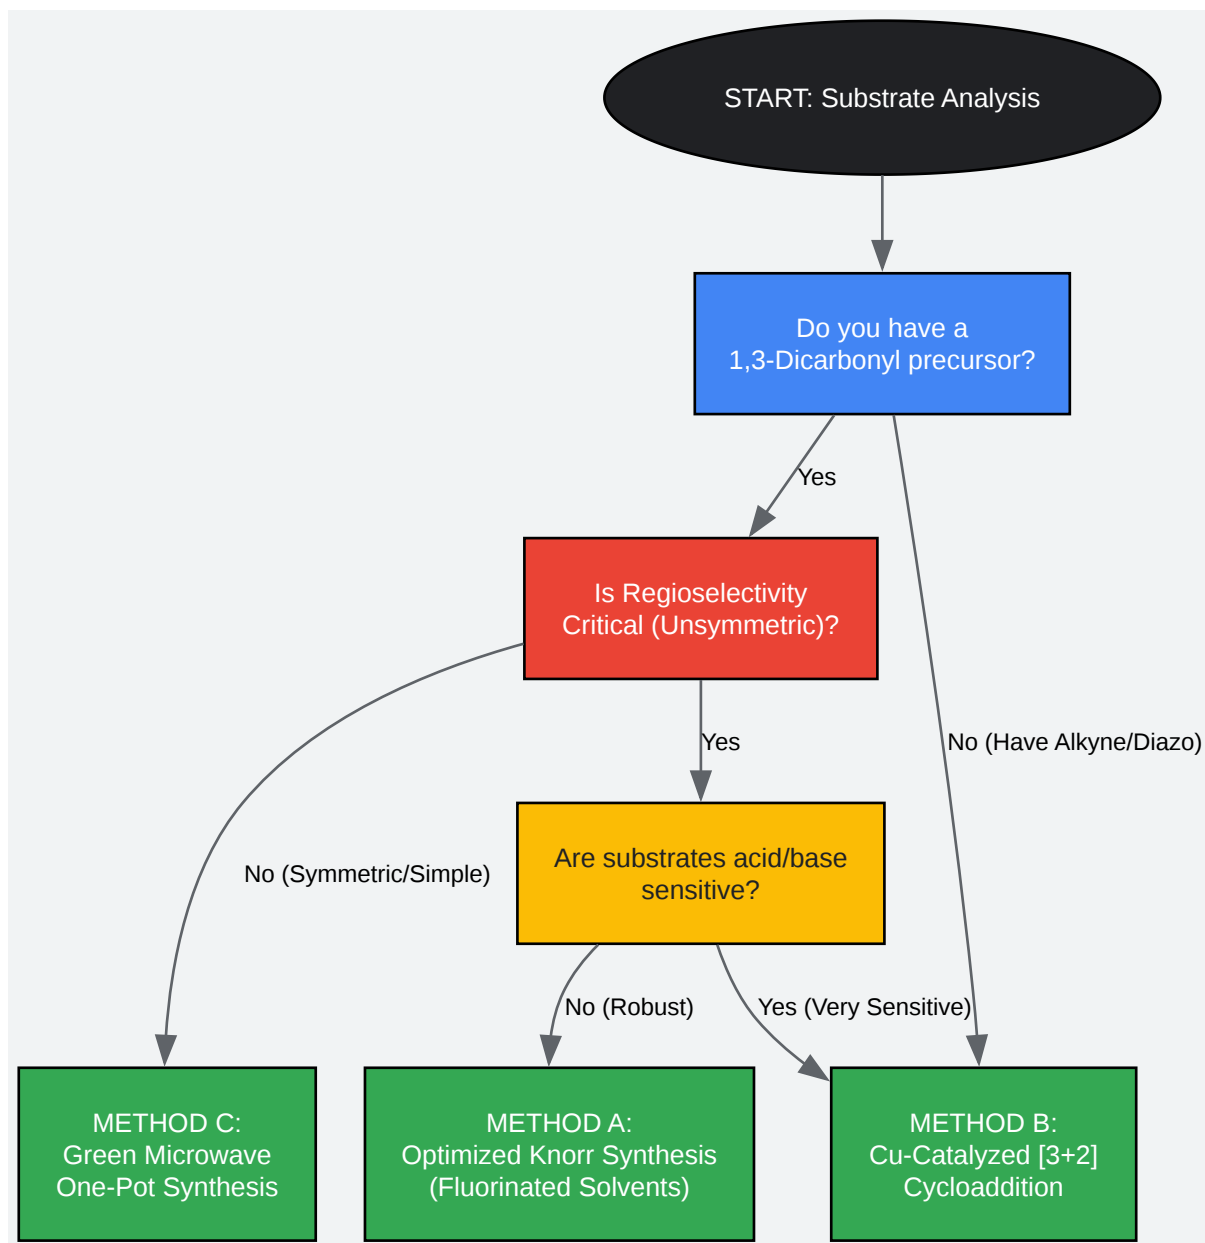 START: Substrate Analysis
Do you have a
1,3-Dicarbonyl precursor?
Yes
Is Regioselectivity
Critical (Unsymmetric)?
Yes
No (Have Alkyne/Diazo)
Are substrates acid/base
sensitive?
No (Symmetric/Simple)
No (Robust)
Yes (Very Sensitive)
METHOD C:
Green Microwave
One-Pot Synthesis
METHOD A:
Optimized Knorr Synthesis
(Fluorinated Solvents)
METHOD B:
Cu-Catalyzed [3+2]
Cycloaddition